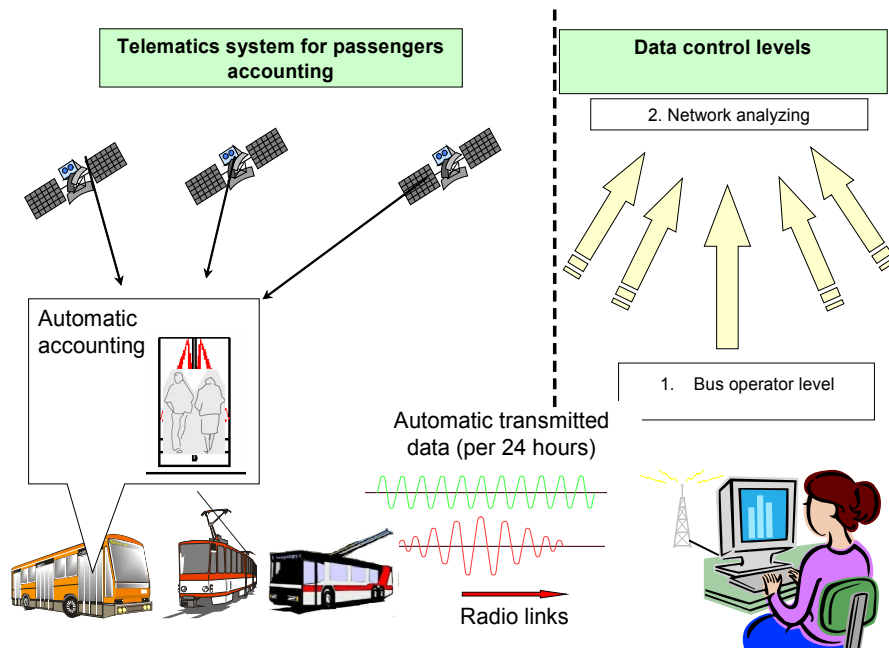 Telematics system for passengers
accounting
Data control levels
2. Network analyzing
Automatic
accounting
1. Bus operator level
Automatic transmitted
data (per 24 hours)
Radio links